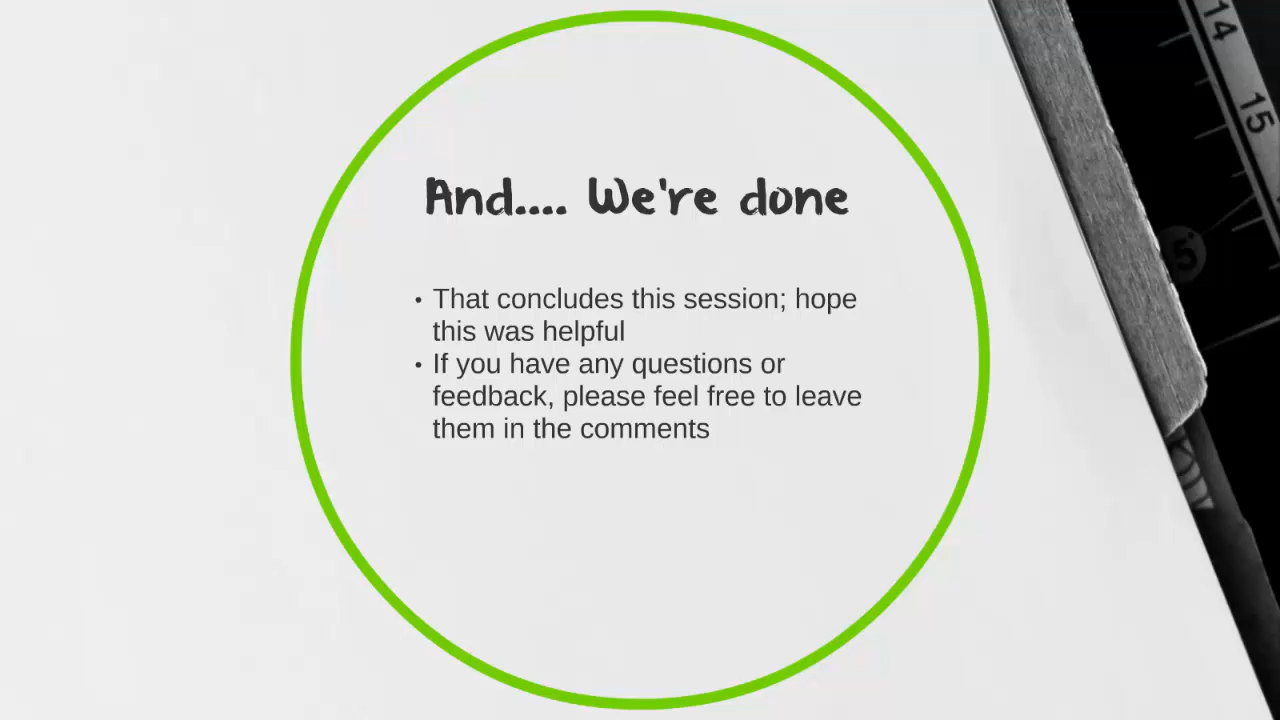 14
15
5
And.... We're done
• That concludes this session; hope
this was helpful
• If you have any questions or
feedback, please feel free to leave
them in the comments